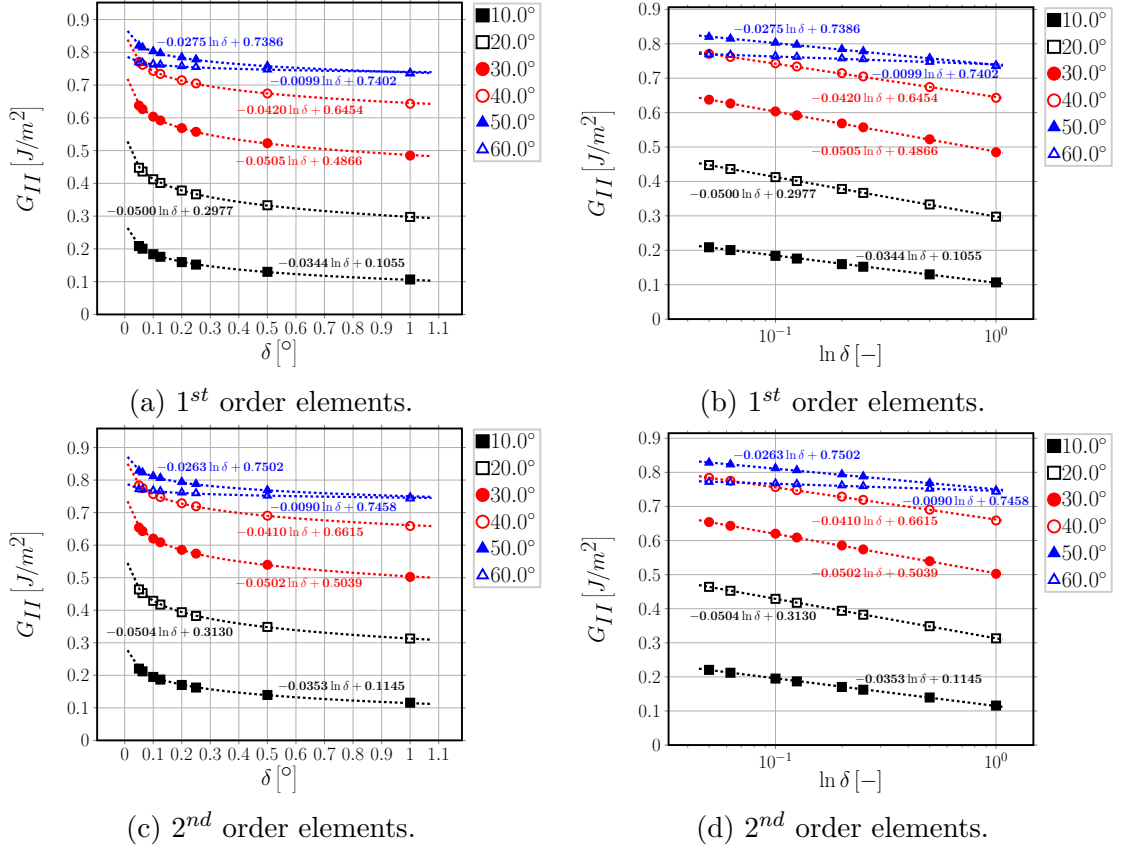 0.9
0.8
0.7
0.6
0.5
0.4
0.3
0.2
0.1
0
G_{II} [J/m^2]
-0.0275 ln δ + 0.7386
-0.0099 ln δ + 0.7402
-0.0420 ln δ + 0.6454
-0.0505 ln δ + 0.4866
-0.0500 ln δ + 0.2977
-0.0344 ln δ + 0.1055
0 0.1 0.2 0.3 0.4 0.5 0.6 0.7 0.8 0.9 1 1.1
δ [°]
10.0°
20.0°
30.0°
40.0°
50.0°
60.0°
(a) 1^{st} order elements.
0.9
0.8
0.7
0.6
0.5
0.4
0.3
0.2
0.1
0
G_{II} [J/m^2]
-0.0275 ln δ + 0.7386
-0.0099 ln δ + 0.7402
-0.0420 ln δ + 0.6454
-0.0505 ln δ + 0.4866
-0.0500 ln δ + 0.2977
-0.0344 ln δ + 0.1055
10^{-1} 10^0
ln δ [-]
10.0°
20.0°
30.0°
40.0°
50.0°
60.0°
(b) 1^{st} order elements.
0.9
0.8
0.7
0.6
0.5
0.4
0.3
0.2
0.1
0
G_{II} [J/m^2]
-0.0263 ln δ + 0.7502
-0.0090 ln δ + 0.7458
-0.0410 ln δ + 0.6615
-0.0502 ln δ + 0.5039
-0.0504 ln δ + 0.3130
-0.0353 ln δ + 0.1145
0 0.1 0.2 0.3 0.4 0.5 0.6 0.7 0.8 0.9 1 1.1
δ [°]
10.0°
20.0°
30.0°
40.0°
50.0°
60.0°
(c) 2^{nd} order elements.
0.9
0.8
0.7
0.6
0.5
0.4
0.3
0.2
0.1
0
G_{II} [J/m^2]
-0.0263 ln δ + 0.7502
-0.0090 ln δ + 0.7458
-0.0410 ln δ + 0.6615
-0.0502 ln δ + 0.5039
-0.0504 ln δ + 0.3130
-0.0353 ln δ + 0.1145
10^{-1} 10^0
ln δ [-]
10.0°
20.0°
30.0°
40.0°
50.0°
60.0°
(d) 2^{nd} order elements.